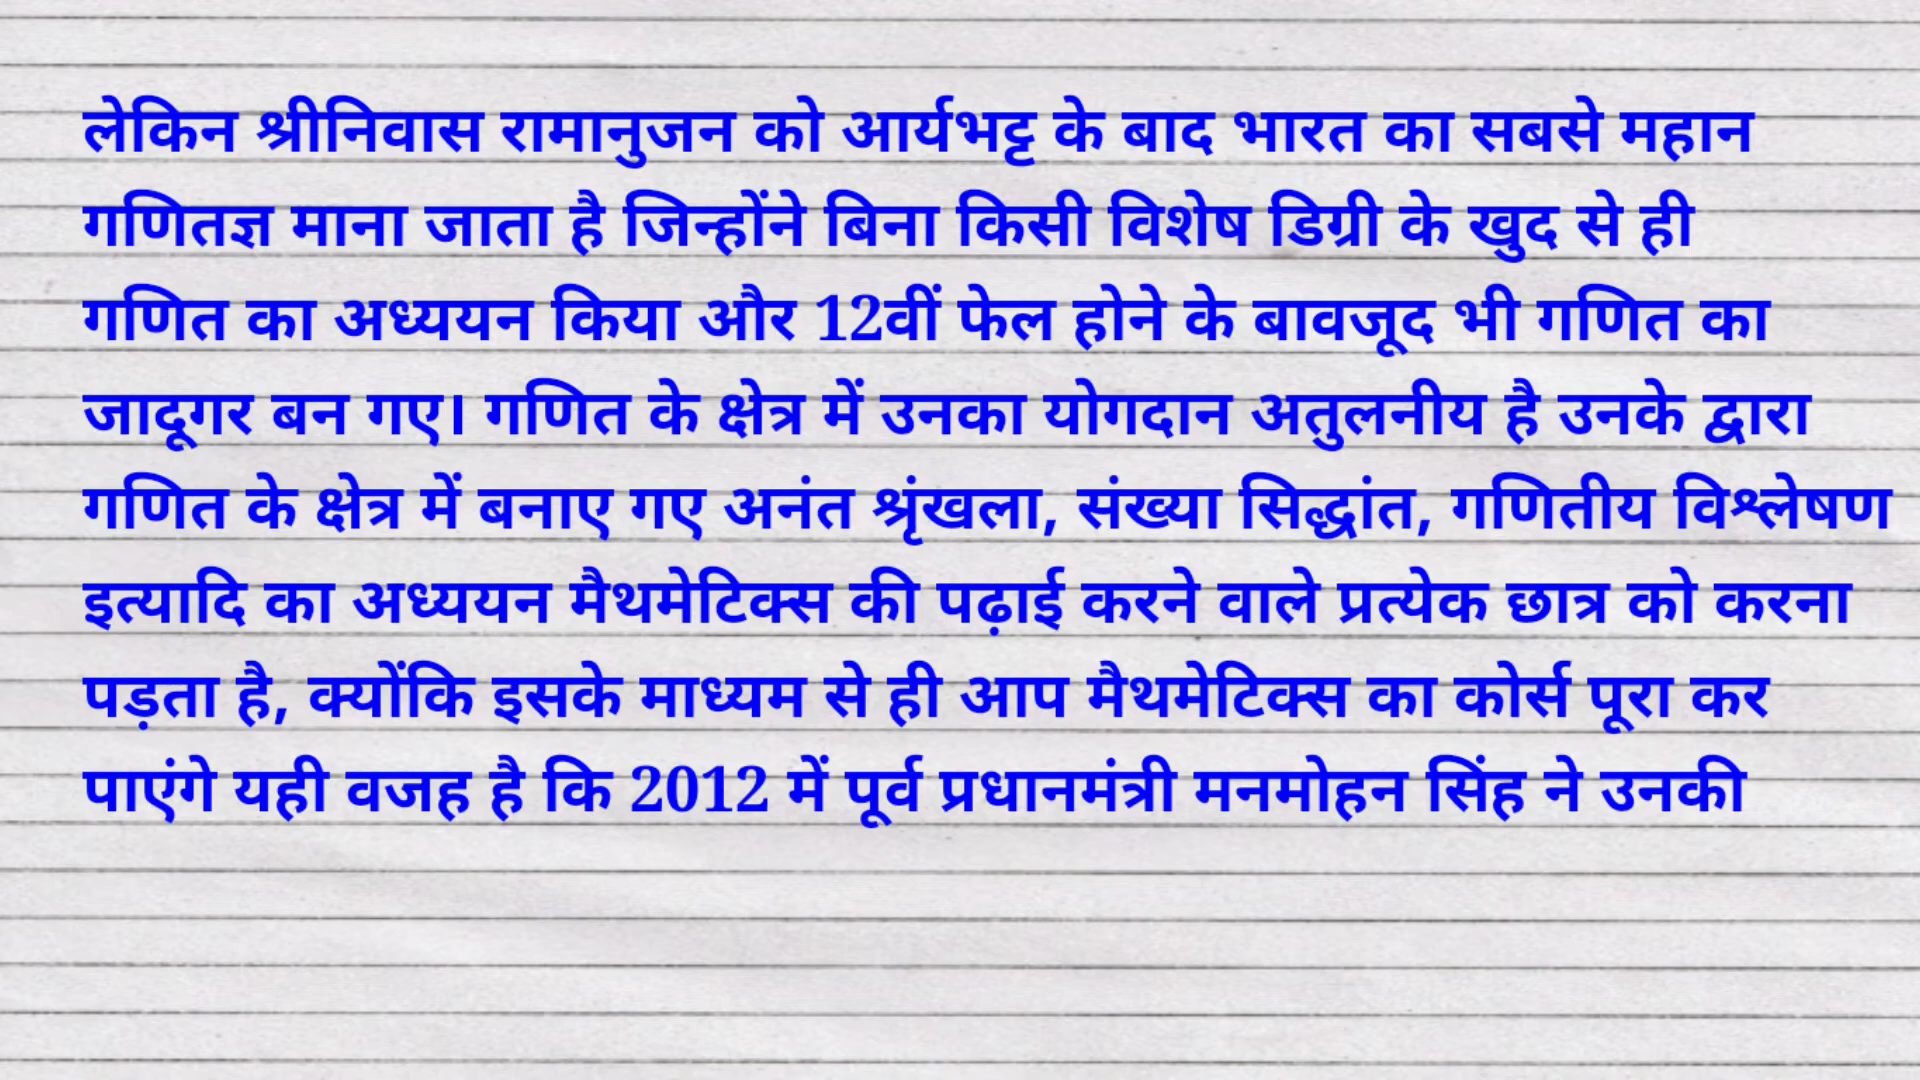 लेकिन श्रीनिवास रामानुजन को आर्यभट्ट के बाद भारत का सबसे महान
गणितज्ञ माना जाता है जिन्होंने बिना किसी विशेष डिग्री के खुद से ही
गणित का अध्ययन किया और 12वीं फेल होने के बावजूद भी गणित का
जादूगर बन गए। गणित के क्षेत्र में उनका योगदान अतुलनीय है उनके द्वारा
गणित के क्षेत्र में बनाए गए अनंत श्रृंखला, संख्या सिद्धांत, गणितीय विश्लेषण
इत्यादि का अध्ययन मैथमेटिक्स की पढ़ाई करने वाले प्रत्येक छात्र को करना
पड़ता है, क्योंकि इसके माध्यम से ही आप मैथमेटिक्स का कोर्स पूरा कर
पाएंगे यही वजह है कि 2012 में पूर्व प्रधानमंत्री मनमोहन सिंह ने उनकी